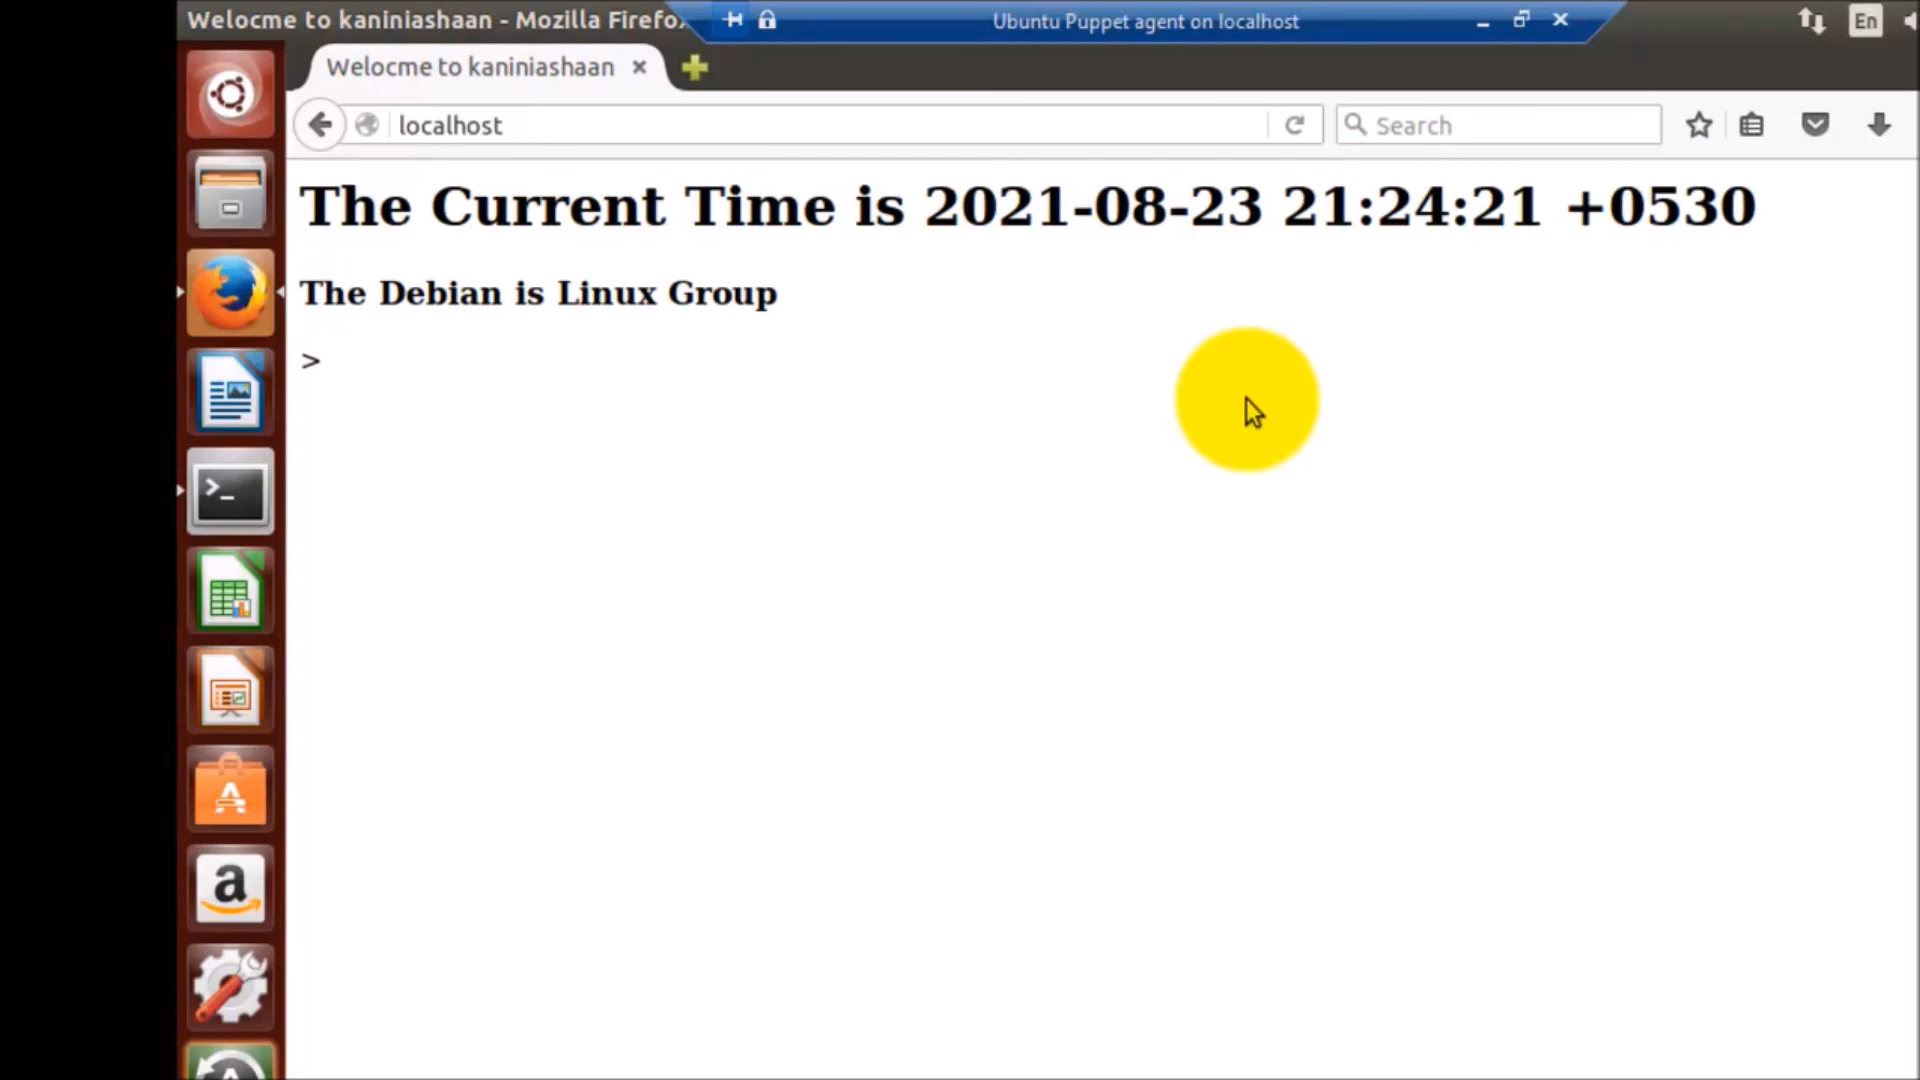 Welocme to kaniniashaan - Mozilla Firefox
Ubuntu Puppet agent on localhost
En
Welocme to kaniniashaan
localhost
Search
The Current Time is 2021-08-23 21:24:21 +0530
The Debian is Linux Group
>